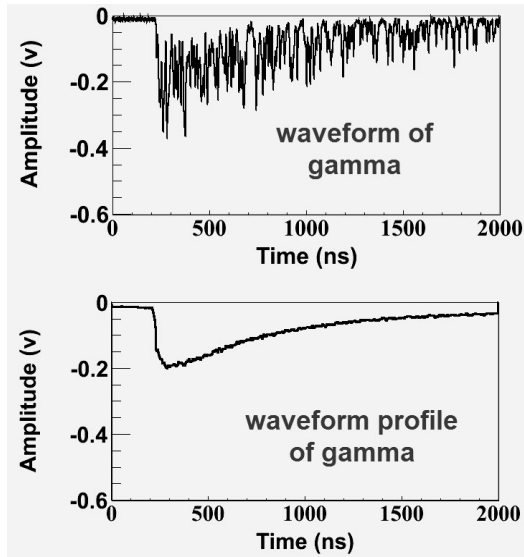 0
-0.2
-0.4
-0.6
Amplitude (v)
waveform of
gamma
0 500 1000 1500 2000
Time (ns)
0
-0.2
-0.4
-0.6
Amplitude (v)
waveform profile
of gamma
0 500 1000 1500 2000
Time (ns)